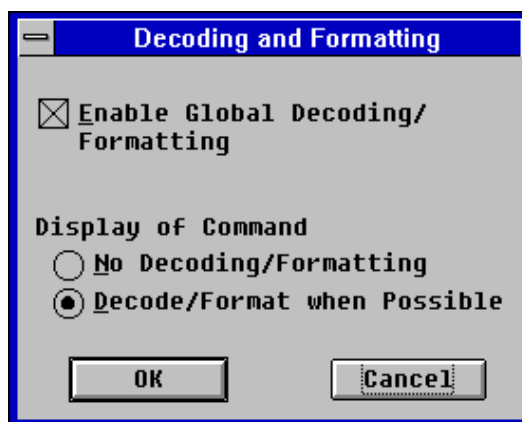 Decoding and Formatting
Enable Global Decoding/
Formatting
Display of Command
No Decoding/Formatting
Decode/Format when Possible
OK
Cancel